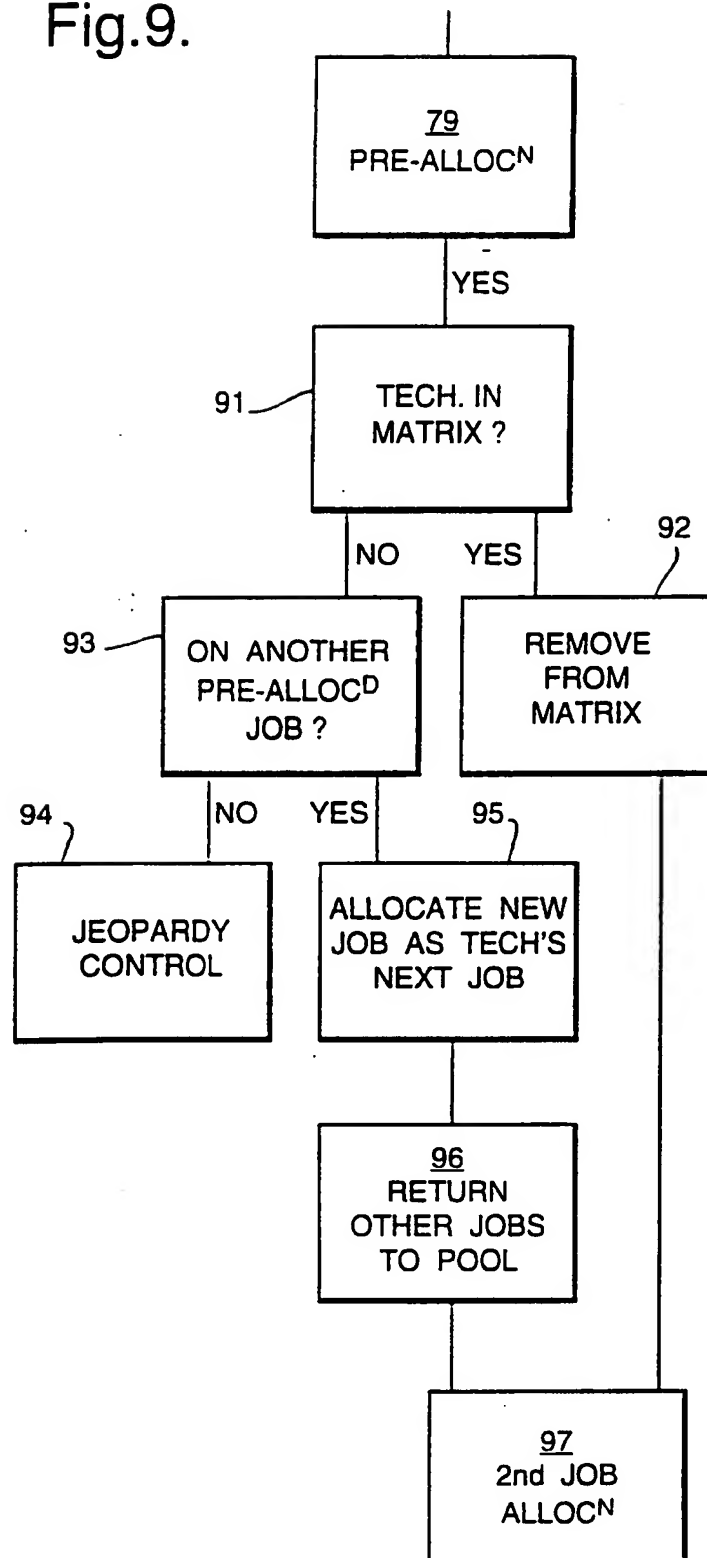 Fig.9.
79
PRE-ALLOCN
YES
91
TECH. IN
MATRIX ?
NO
YES
92
93
ON ANOTHER
PRE-ALLOCD
JOB ?
REMOVE
FROM
MATRIX
94
NO
YES
95
JEOPARDY
CONTROL
ALLOCATE NEW
JOB AS TECH'S
NEXT JOB
96
RETURN
OTHER JOBS
TO POOL
97
2nd JOB
ALLOCN